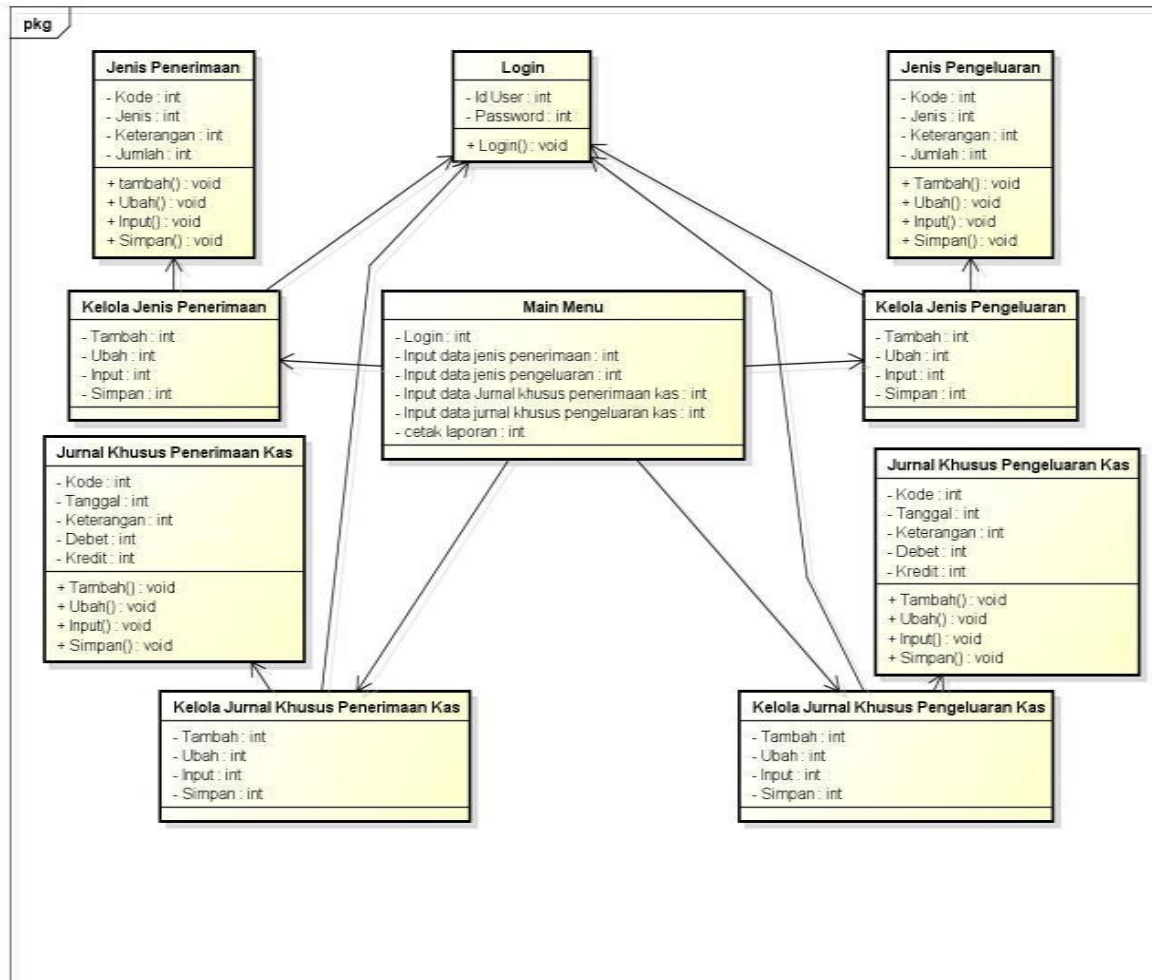 pkg
Jenis Penerimaan
- Kode : int
- Jenis : int
- Keterangan : int
- Jumlah : int
+ tambah() : void
+ Ubah() : void
+ Input() : void
+ Simpan() : void
Login
- Id User : int
- Password : int
+ Login() : void
Jenis Pengeluaran
- Kode : int
- Jenis : int
- Keterangan : int
- Jumlah : int
+ Tambah() : void
+ Ubah() : void
+ Input() : void
+ Simpan() : void
Kelola Jenis Penerimaan
- Tambah : int
- Ubah : int
- Input : int
- Simpan : int
Main Menu
- Login : int
- Input data jenis penerimaan : int
- Input data jenis pengeluaran : int
- Input data Jurnal khusus penerimaan kas : int
- Input data jurnal khusus pengeluaran kas : int
- cetak laporan : int
Kelola Jenis Pengeluaran
- Tambah : int
- Ubah : int
- Input : int
- Simpan : int
Jurnal Khusus Penerimaan Kas
- Kode : int
- Tanggal : int
- Keterangan : int
- Debet : int
- Kredit : int
+ Tambah() : void
+ Ubah() : void
+ Input() : void
+ Simpan() : void
Jurnal Khusus Pengeluaran Kas
- Kode : int
- Tanggal : int
- Keterangan : int
- Debet : int
- Kredit : int
+ Tambah() : void
+ Ubah() : void
+ Input() : void
+ Simpan() : void
Kelola Jurnal Khusus Penerimaan Kas
- Tambah : int
- Ubah : int
- Input : int
- Simpan : int
Kelola Jurnal Khusus Pengeluaran Kas
- Tambah : int
- Ubah : int
- Input : int
- Simpan : int